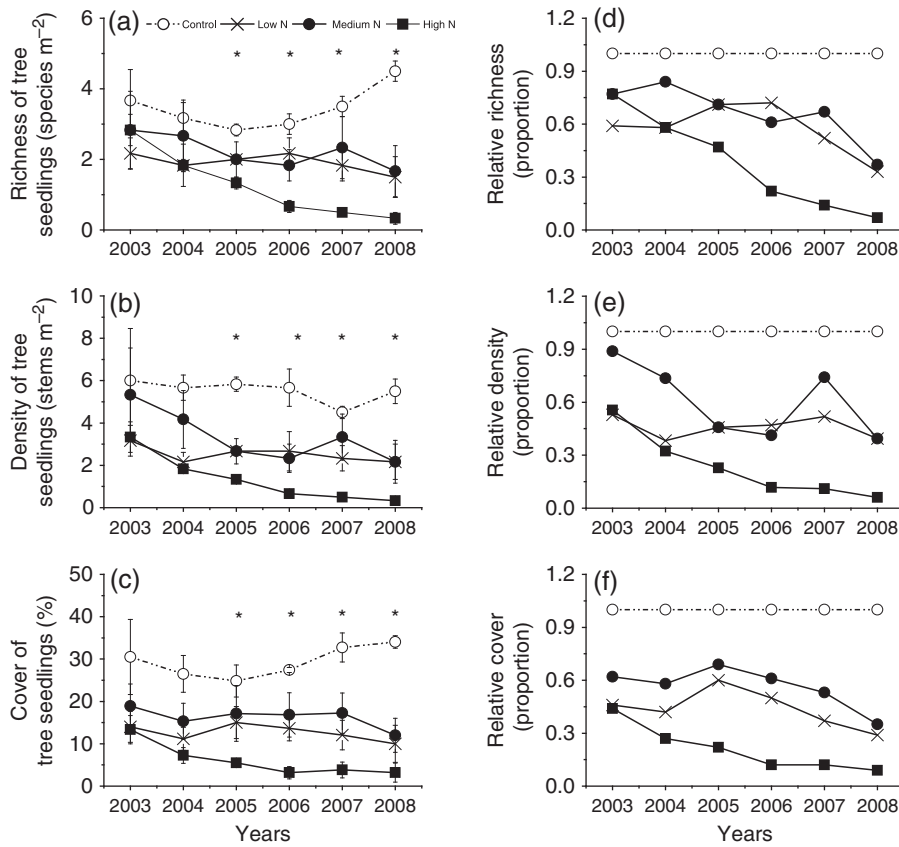 (a)
Control
Low N
Medium N
High N
Richness of tree
seedlings (species m−2)
6
4
2
0
* * * *
2003 2004 2005 2006 2007 2008
(d)
Relative richness
(proportion)
1.2
0.9
0.6
0.3
0.0
2003 2004 2005 2006 2007 2008
(b)
Density of tree
seedlings (stems m−2)
10
8
6
4
2
0
* * * *
2003 2004 2005 2006 2007 2008
(e)
Relative density
(proportion)
1.2
0.9
0.6
0.3
0.0
2003 2004 2005 2006 2007 2008
(c)
Cover of
tree seedlings (%)
50
40
30
20
10
0
* * * *
2003 2004 2005 2006 2007 2008
Years
(f)
Relative cover
(proportion)
1.2
0.9
0.6
0.3
0.0
2003 2004 2005 2006 2007 2008
Years